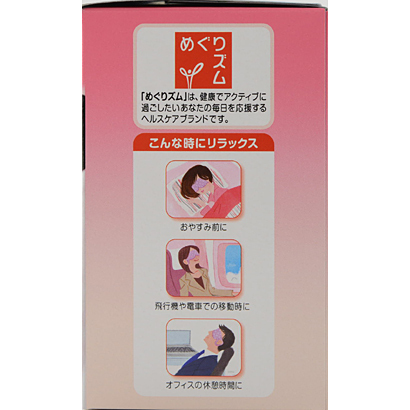 めぐりズム
「めぐりズム」は、健康でアクティブに
過ごしたいあなたの毎日を応援する
ヘルスケアブランドです。
こんな時にリラックス
おやすみ前に
飛行機や電車での移動時に
オフィスの休憩時間に